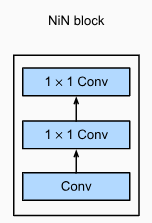 NiN block
1 × 1 Conv
1 × 1 Conv
Conv